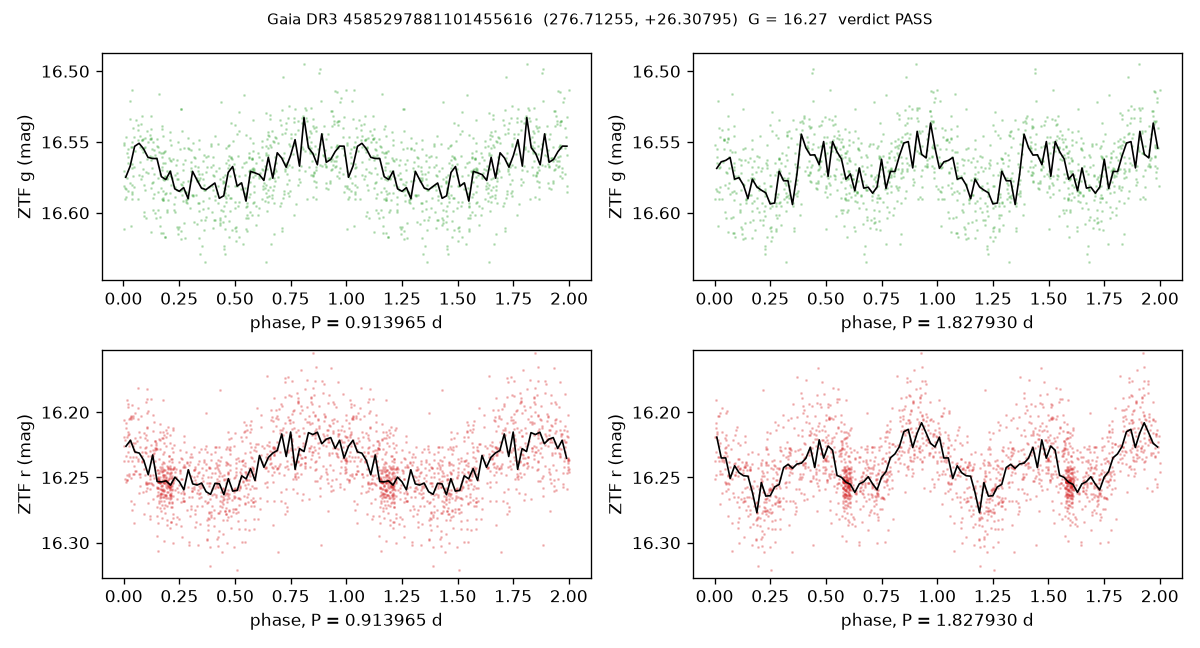 Gaia DR3 4585297881101455616 (276.71255, +26.30795) G = 16.27 verdict PASS
ZTF g (mag)
16.50
16.55
16.60
0.00 0.25 0.50 0.75 1.00 1.25 1.50 1.75 2.00
phase, P = 0.913965 d
ZTF g (mag)
16.50
16.55
16.60
0.00 0.25 0.50 0.75 1.00 1.25 1.50 1.75 2.00
phase, P = 1.827930 d
ZTF r (mag)
16.20
16.25
16.30
0.00 0.25 0.50 0.75 1.00 1.25 1.50 1.75 2.00
phase, P = 0.913965 d
ZTF r (mag)
16.20
16.25
16.30
0.00 0.25 0.50 0.75 1.00 1.25 1.50 1.75 2.00
phase, P = 1.827930 d